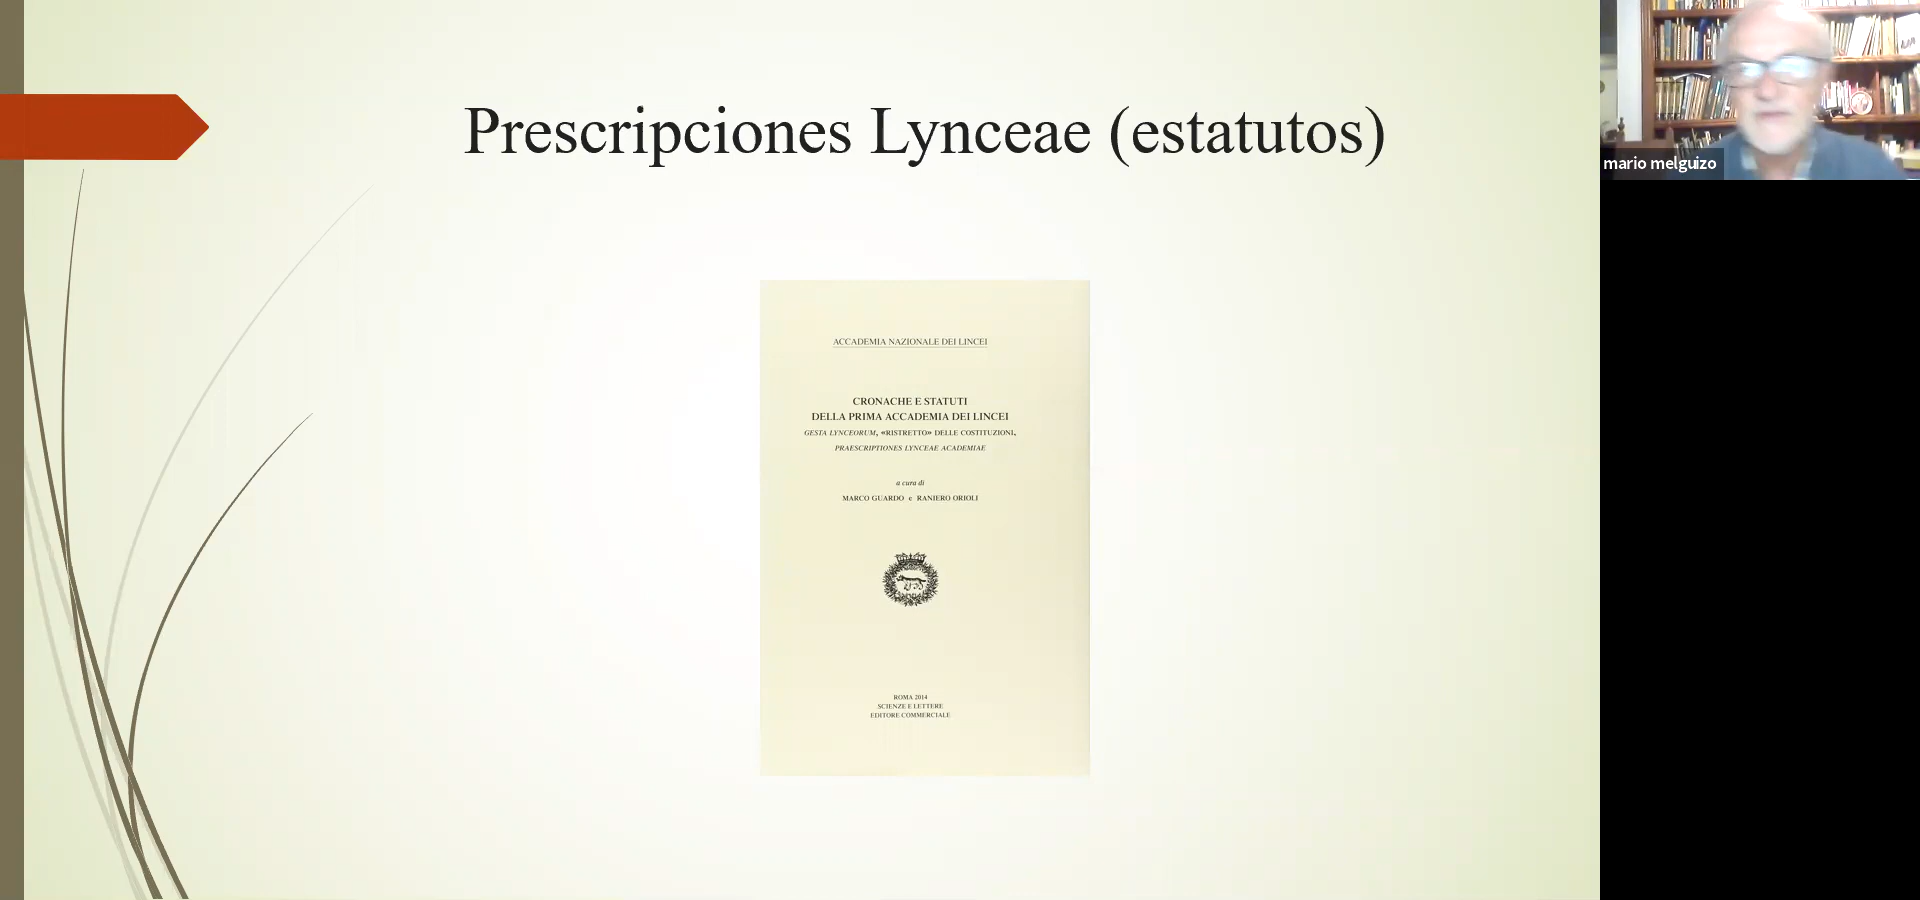 Prescripciones Lynceae (estatutos)
ACCADEMIA NAZIONALE DEI LINCEI
CRONACHE E STATUTI
DELLA PRIMA ACCADEMIA DEI LINCEI
GESTA LYNCEORUM, «RISTRETTO» DELLE COSTITUZIONI,
PRAESCRIPTIONES LYNCEAE ACADEMIAE
a cura di
MARCO GUARDO e RANIERO ORIOLI
ROMA 2014
SCIENZE E LETTERE
EDITORE COMMERCIALE
mario melguizo